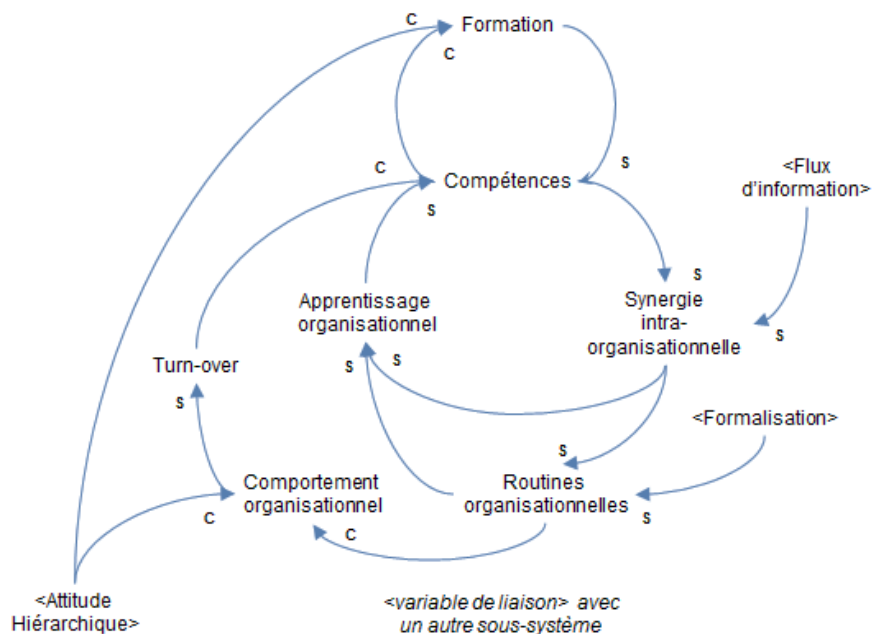 C
Formation
C
C
S
Compétences
S
<Flux
d'information>
S
Apprentissage
organisationnel
Synergie
intra-
organisationnelle
S
Turn-over
S
S
S
<Formalisation>
S
Comportement
organisationnel
Routines
organisationnelles
C
C
S
<Attitude
Hiérarchique>
<variable de liaison> avec
un autre sous-système